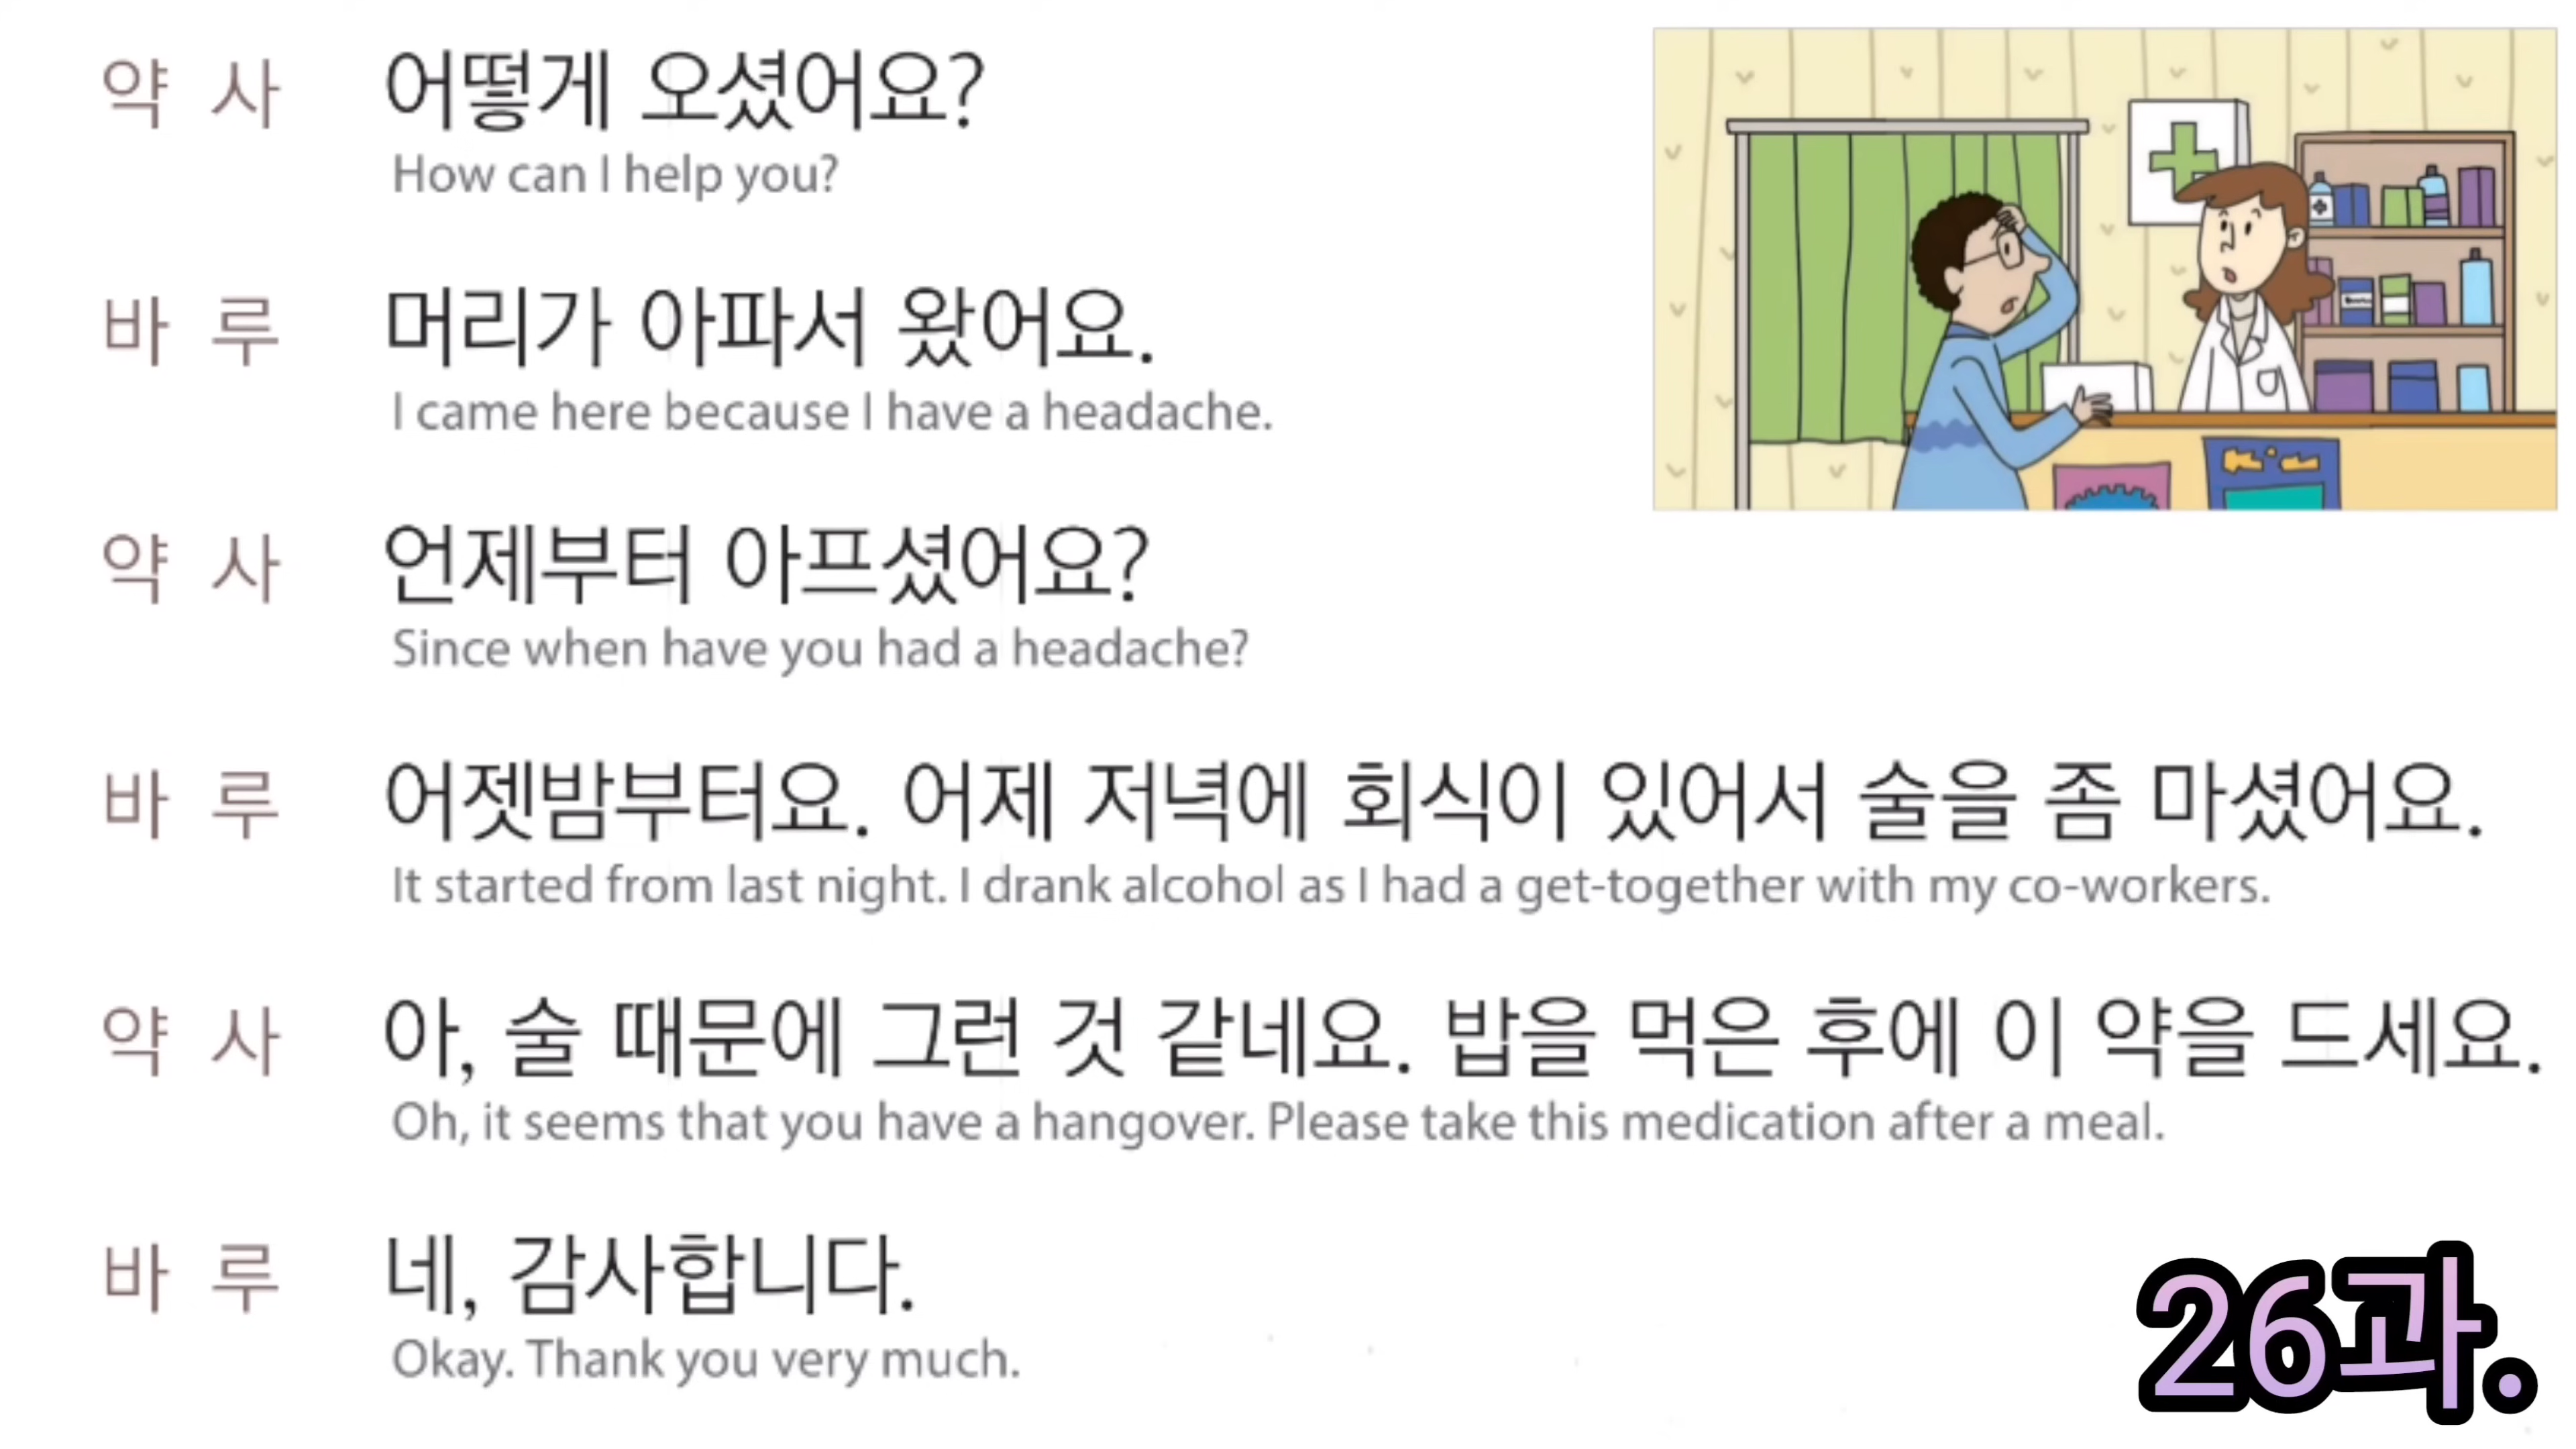 약 사 어떻게 오셨어요?
How can I help you?
바 루 머리가 아파서 왔어요.
I came here because I have a headache.
약 사 언제부터 아프셨어요?
Since when have you had a headache?
바 루 어젯밤부터요. 어제 저녁에 회식이 있어서 술을 좀 마셨어요.
It started from last night. I drank alcohol as I had a get-together with my co-workers.
약 사 아, 술 때문에 그런 것 같네요. 밥을 먹은 후에 이 약을 드세요.
Oh, it seems that you have a hangover. Please take this medication after a meal.
바 루 네, 감사합니다.
Okay. Thank you very much.
26과.